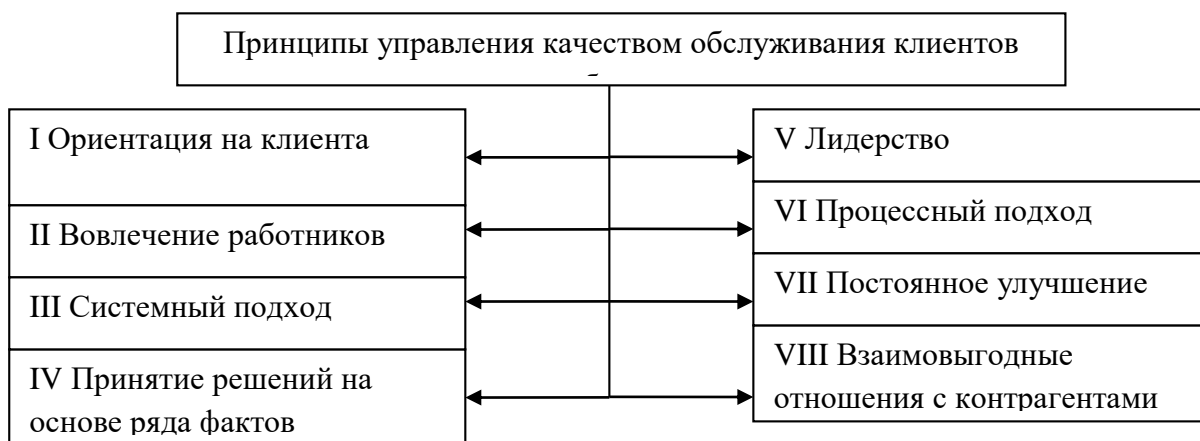 Принципы управления качеством обслуживания клиентов
I Ориентация на клиента
II Вовлечение работников
III Системный подход
IV Принятие решений на
основе ряда фактов
V Лидерство
VI Процессный подход
VII Постоянное улучшение
VIII Взаимовыгодные
отношения с контрагентами